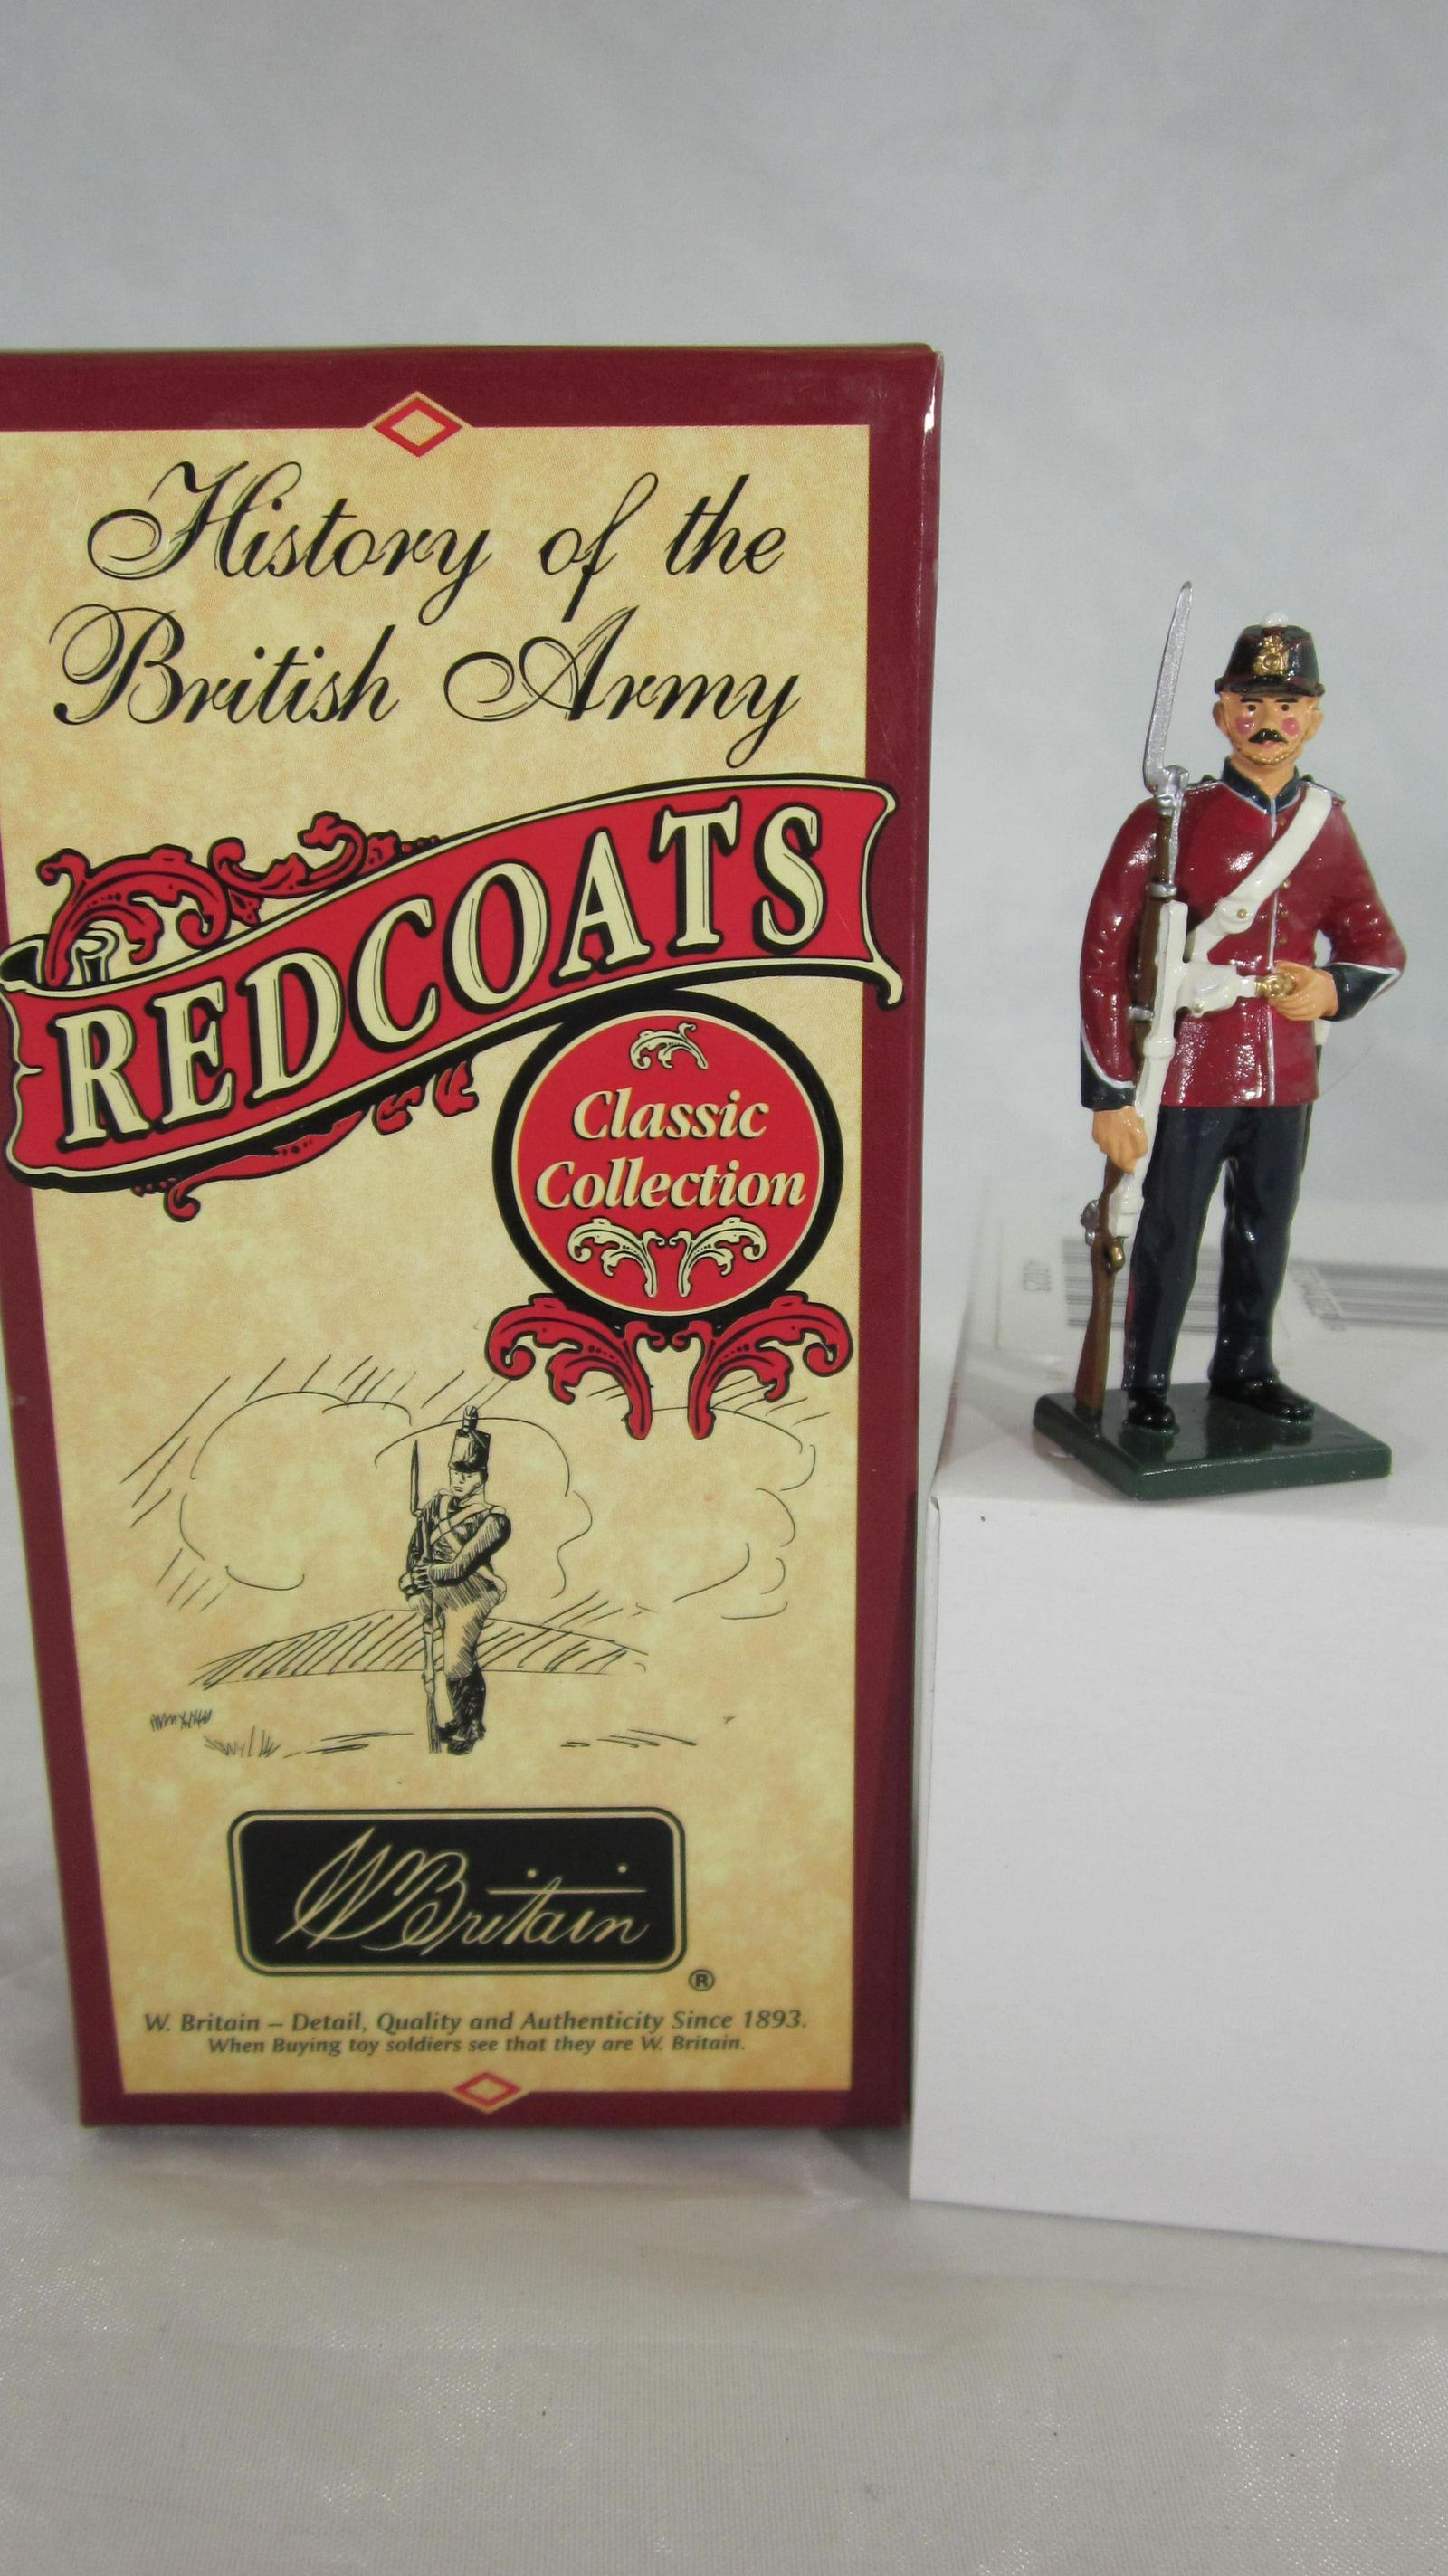 History of the
British Army
REDCOATS
Classic
Collection
WBritain
®
W. Britain – Detail, Quality and Authenticity Since 1893.
When Buying toy soldiers see that they are W. Britain.